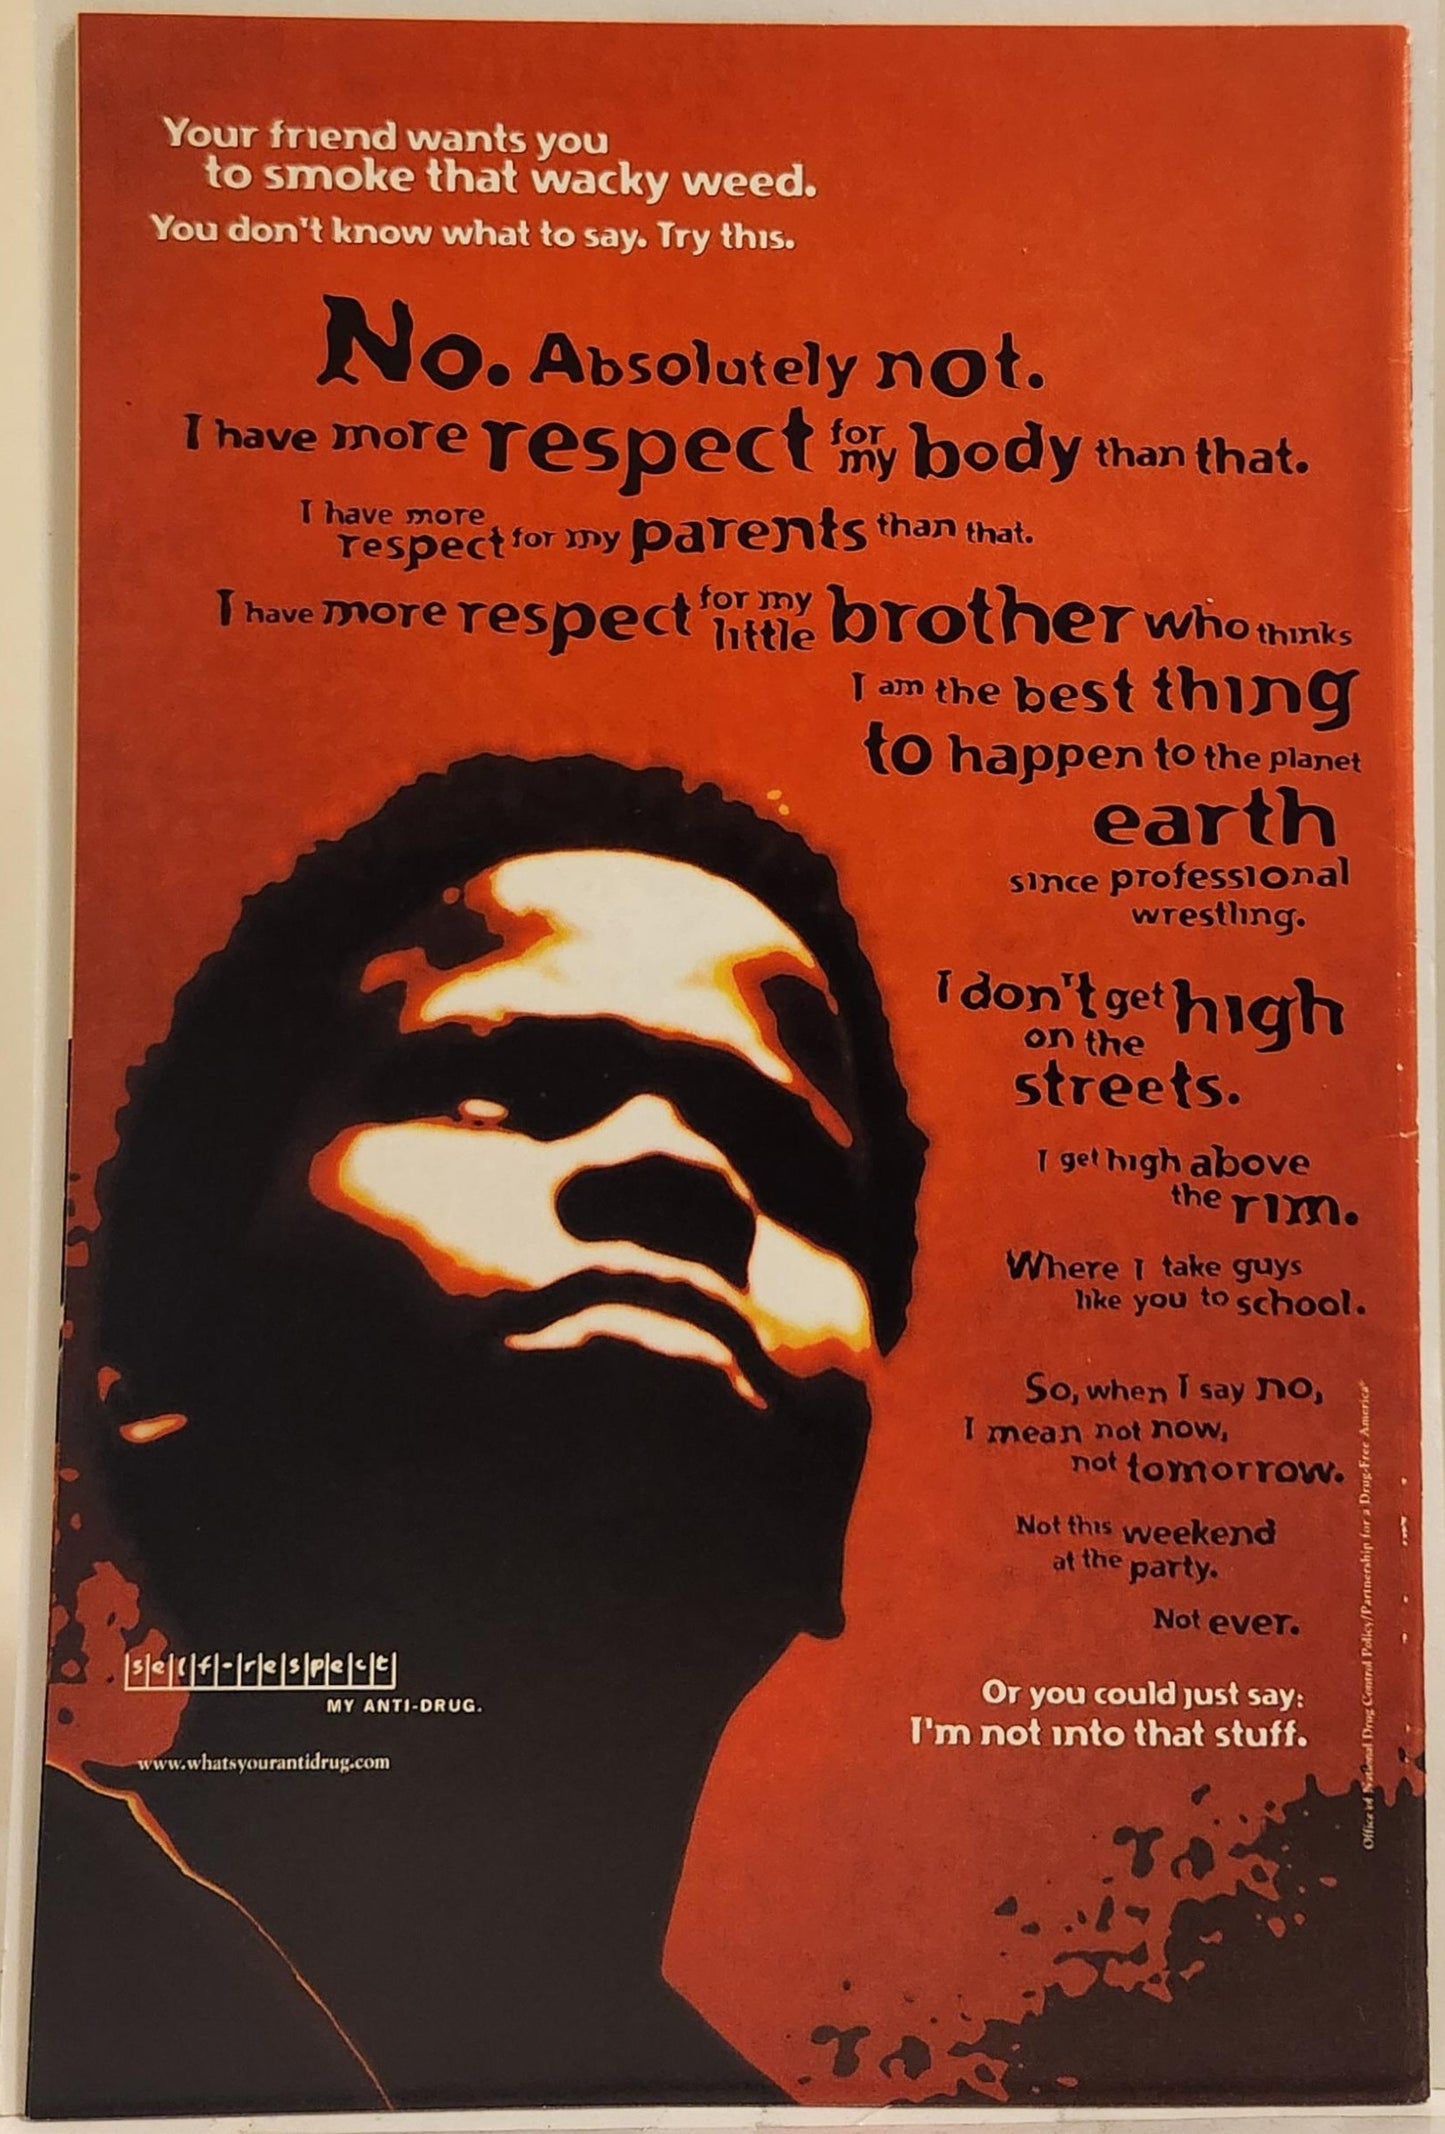 Your friend wants you
to smoke that wacky weed.
You don't know what to say. Try this.
No. Absolutely not.
I have more respect for my body than that.
I have more respect for my parents than that.
I have more respect for my little brother who thinks
I am the best thing
to happen to the planet
earth
since professional
wrestling.
I don't get high
on the
streets.
I get high above
the rim.
Where I take guys
like you to school.
So, when I say no,
I mean not now,
not tomorrow.
Not this weekend
at the party.
Not ever.
Or you could just say:
I'm not into that stuff.
self-respect
MY ANTI-DRUG.
www.whatsyourantidrug.com
Office of National Drug Control Policy/Partnership for a Drug-Free America®